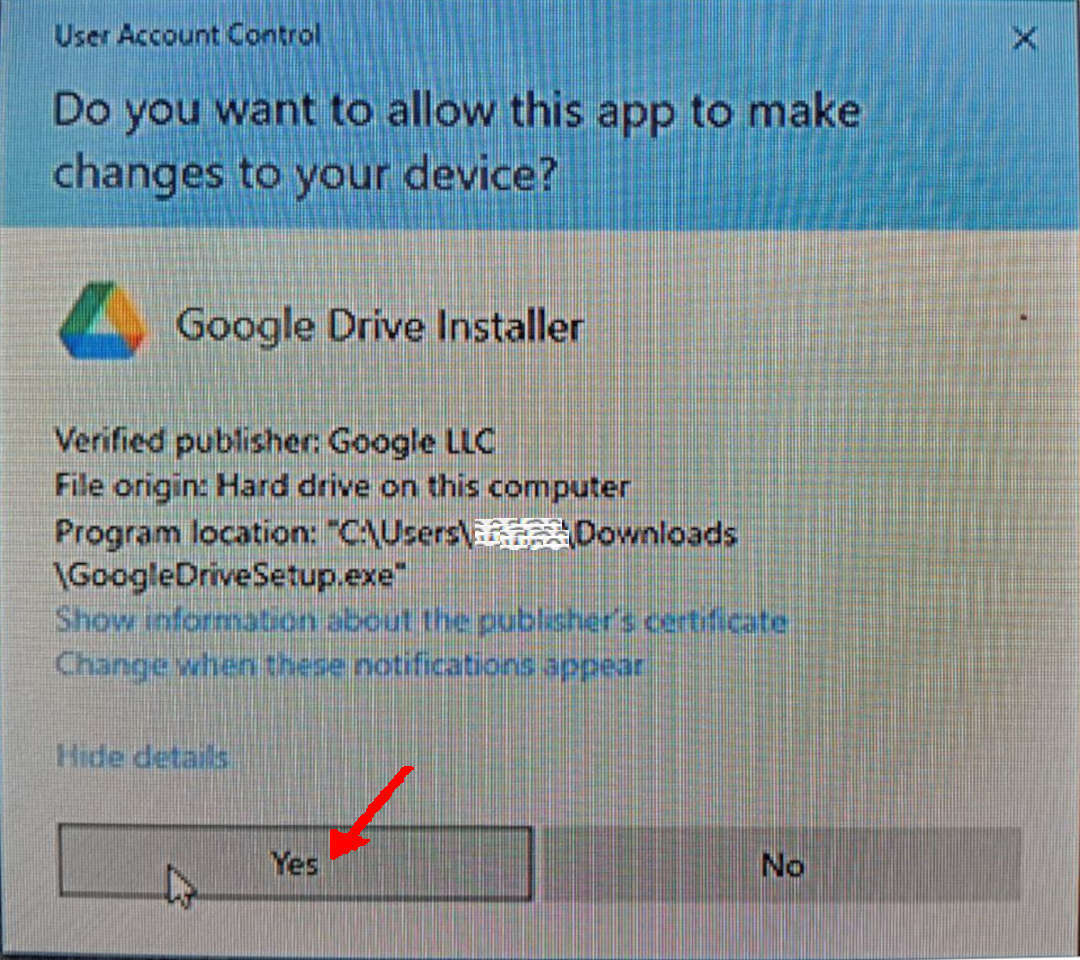 User Account Control
Do you want to allow this app to make
changes to your device?
Google Drive Installer
Verified publisher: Google LLC
File origin: Hard drive on this computer
Program location: "C:\Users\ \Downloads
\GoogleDriveSetup.exe"
Show information about the publisher's certificate
Change when these notifications appear
Hide details
Yes
No